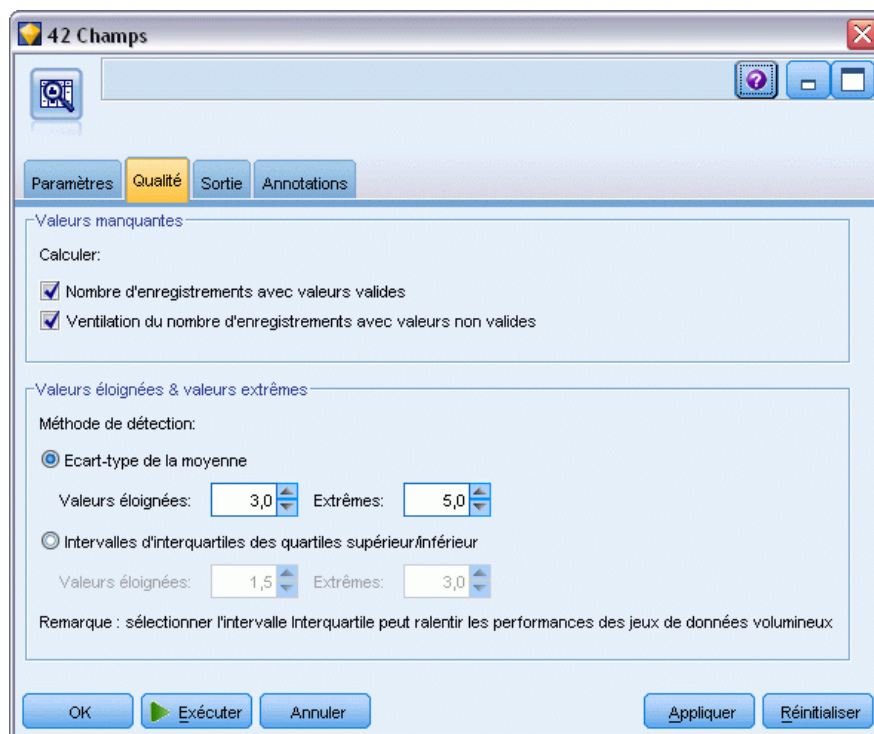 42 Champs
Paramètres Qualité Sortie Annotations
Valeurs manquantes
Calculer:
Nombre d'enregistrements avec valeurs valides
Ventilation du nombre d'enregistrements avec valeurs non valides
Valeurs éloignées & valeurs extrêmes
Méthode de détection:
Ecart-type de la moyenne
Valeurs éloignées: 3,0 Extrêmes: 5,0
Intervalles d'interquartiles des quartiles supérieur/inférieur
Valeurs éloignées: 1,5 Extrêmes: 3,0
Remarque : sélectionner l'intervalle Interquartile peut ralentir les performances des jeux de données volumineux
OK Exécuter Annuler Appliquer Réinitialiser